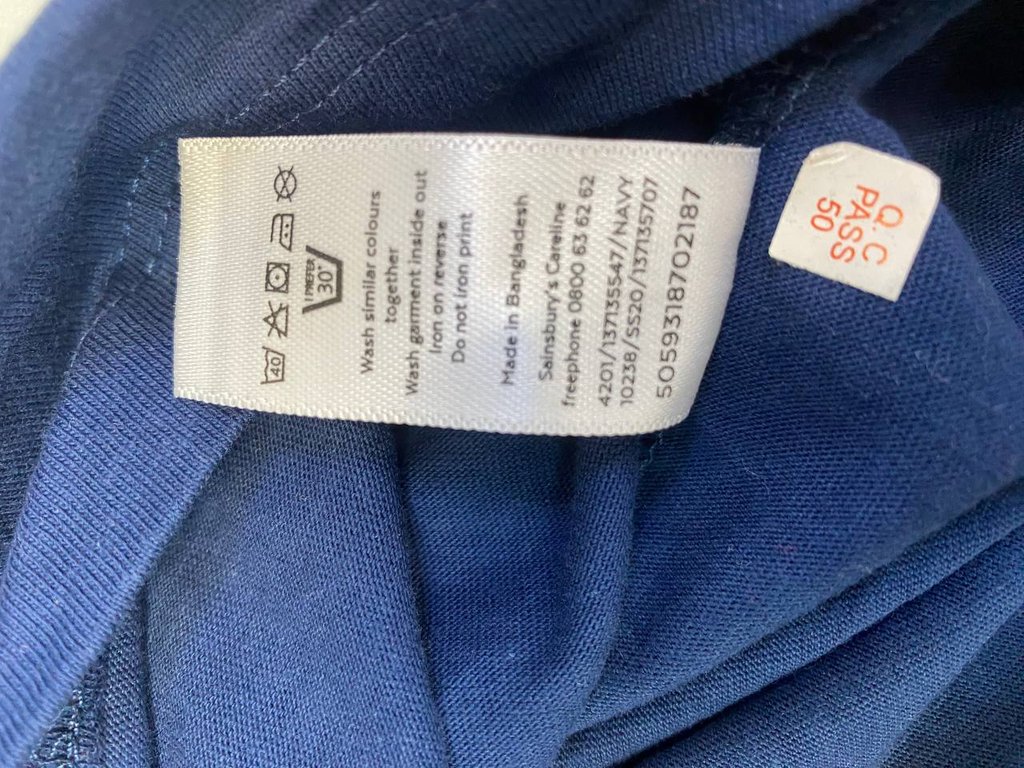 40
I PREFER
30°
Wash similar colours
together
Wash garment inside out
Iron on reverse
Do not iron print
Made in Bangladesh
Sainsbury's Careline
freephone 0800 63 62 62
4201/137135547/NAVY
10238/SS20/137135707
5059318702187
Q.C
PASS
50